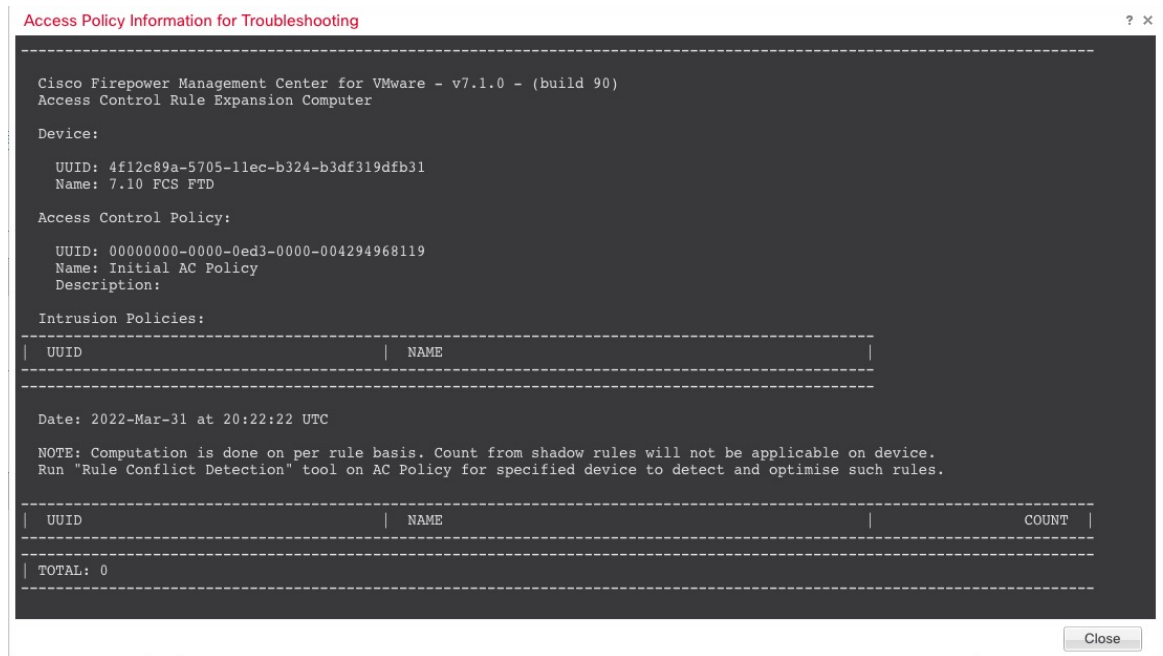 Access Policy Information for Troubleshooting ? ×
Cisco Firepower Management Center for VMware - v7.1.0 - (build 90)
Access Control Rule Expansion Computer
Device:
UUID: 4f12c89a-5705-11ec-b324-b3df319dfb31
Name: 7.10 FCS FTD
Access Control Policy:
UUID: 00000000-0000-0ed3-0000-004294968119
Name: Initial AC Policy
Description:
Intrusion Policies:
| UUID | NAME |
Date: 2022-Mar-31 at 20:22:22 UTC
NOTE: Computation is done on per rule basis. Count from shadow rules will not be applicable on device.
Run "Rule Conflict Detection" tool on AC Policy for specified device to detect and optimise such rules.
| UUID | NAME | COUNT |
| TOTAL: 0
Close